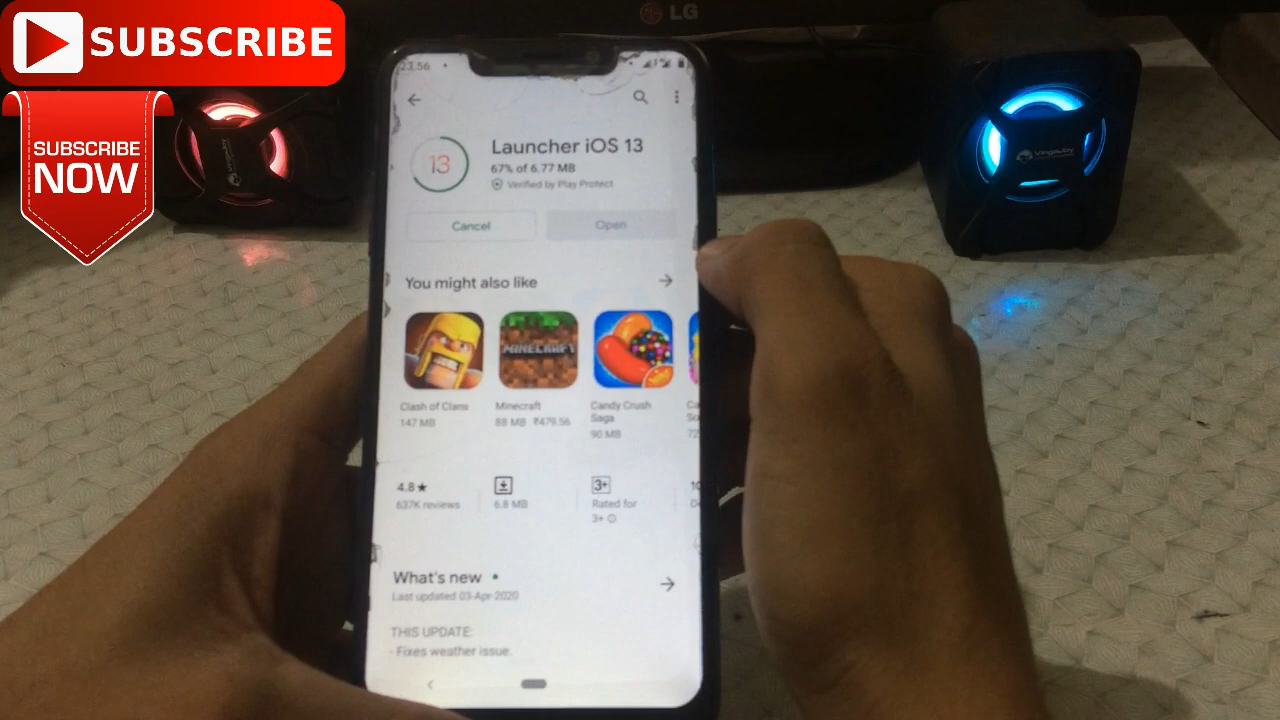 SUBSCRIBE
SUBSCRIBE
NOW
LG
23.56
13
Launcher iOS 13
67% of 6.77 MB
Verified by Play Protect
Cancel
Open
You might also like
MINECRAFT
Clash of Clans
147 MB
Minecraft
88 MB ₹479.56
Candy Crush
Saga
90 MB
4.8★
637K reviews
6.8 MB
3+
Rated for
3+
What's new
Last updated 03-Apr-2020
THIS UPDATE:
- Fixes weather issue.